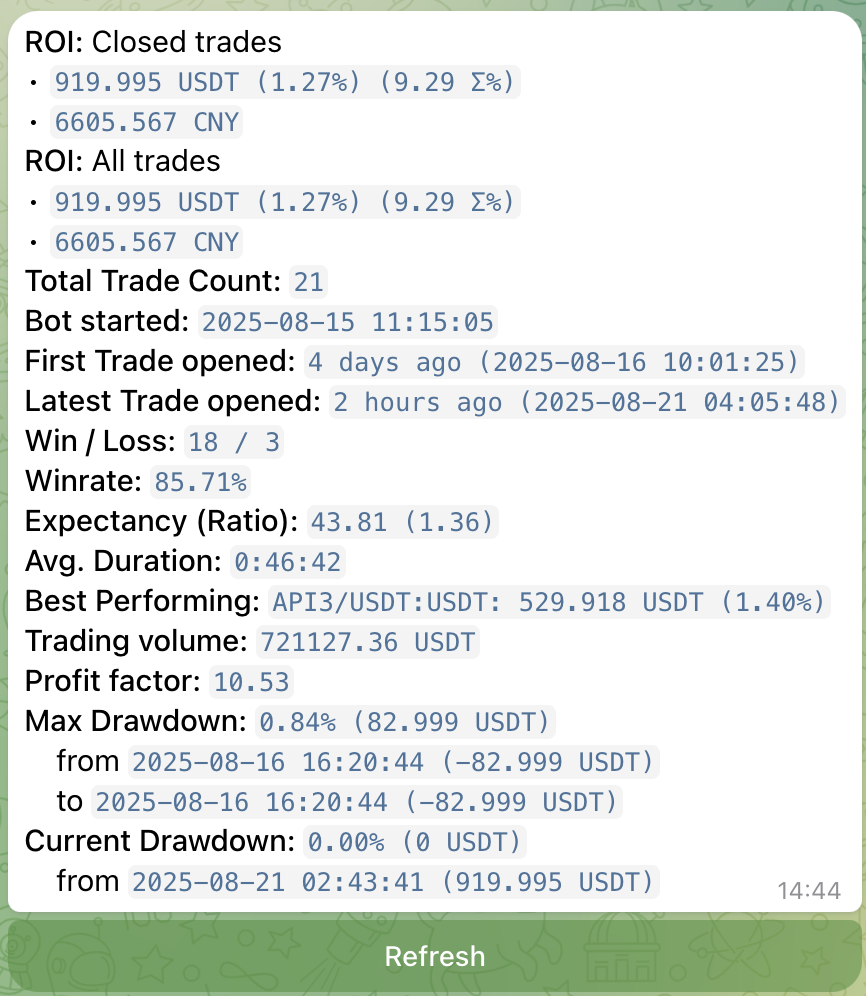 ROI: Closed trades
· 919.995 USDT (1.27%) (9.29 Σ%)
· 6605.567 CNY
ROI: All trades
· 919.995 USDT (1.27%) (9.29 Σ%)
· 6605.567 CNY
Total Trade Count: 21
Bot started: 2025-08-15 11:15:05
First Trade opened: 4 days ago (2025-08-16 10:01:25)
Latest Trade opened: 2 hours ago (2025-08-21 04:05:48)
Win / Loss: 18 / 3
Winrate: 85.71%
Expectancy (Ratio): 43.81 (1.36)
Avg. Duration: 0:46:42
Best Performing: API3/USDT:USDT: 529.918 USDT (1.40%)
Trading volume: 721127.36 USDT
Profit factor: 10.53
Max Drawdown: 0.84% (82.999 USDT)
from 2025-08-16 16:20:44 (-82.999 USDT)
to 2025-08-16 16:20:44 (-82.999 USDT)
Current Drawdown: 0.00% (0 USDT)
from 2025-08-21 02:43:41 (919.995 USDT)
14:44
Refresh